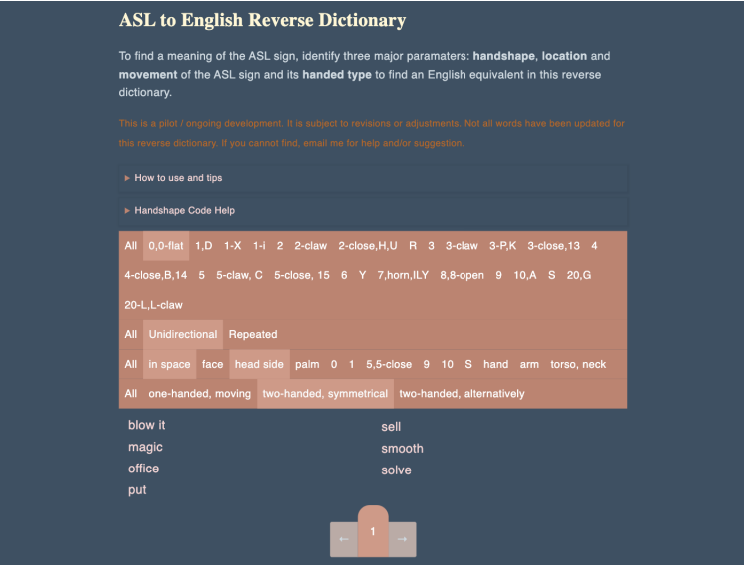 ASL to English Reverse Dictionary
To find a meaning of the ASL sign, identify three major paramaters: handshape, location and
movement of the ASL sign and its handed type to find an English equivalent in this reverse
dictionary.
This is a pilot / ongoing development. It is subject to revisions or adjustments. Not all words have been updated for
this reverse dictionary. If you cannot find, email me for help and/or suggestion.
▸ How to use and tips
▸ Handshape Code Help
All 0,0-flat 1,D 1-X 1-i 2 2-claw 2-close,H,U R 3 3-claw 3-P,K 3-close,13 4
4-close,B,14 5 5-claw, C 5-close, 15 6 Y 7,horn,ILY 8,8-open 9 10,A S 20,G
20-L,L-claw
All Unidirectional Repeated
All in space face head side palm 0 1 5,5-close 9 10 S hand arm torso, neck
All one-handed, moving two-handed, symmetrical two-handed, alternatively
blow it sell
magic smooth
office solve
put
← 1 →